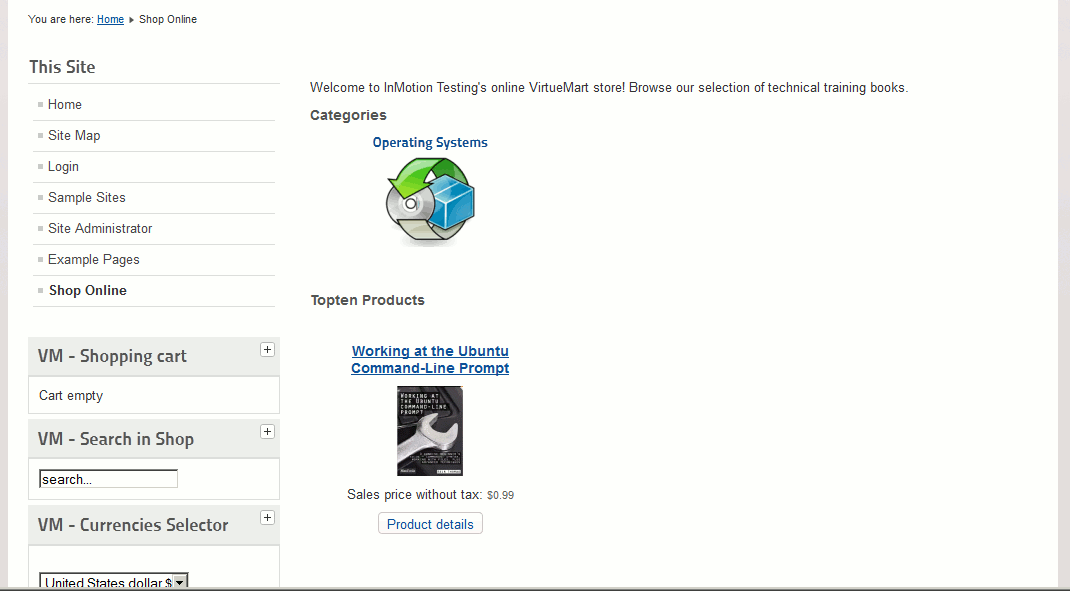 You are here: Home Shop Online
This Site
Home
Site Map
Login
Sample Sites
Site Administrator
Example Pages
Shop Online
VM - Shopping cart
Cart empty
VM - Search in Shop
search...
VM - Currencies Selector
United States dollar $
Welcome to InMotion Testing's online VirtueMart store! Browse our selection of technical training books.
Categories
Operating Systems
Topten Products
Working at the Ubuntu
Command-Line Prompt
WORKING AT
THE UBUNTU
COMMAND-LINE
PROMPT
Sales price without tax: $0.99
Product details